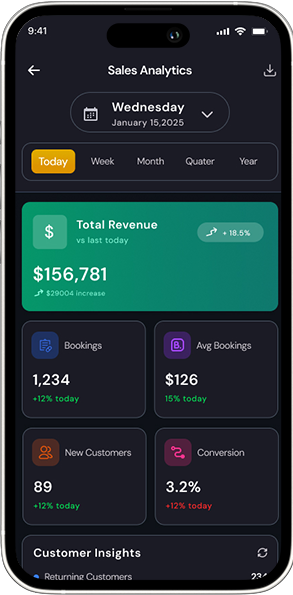 9:41
Sales Analytics
Wednesday
January 15,2025
Today Week Month Quater Year
$ Total Revenue
vs last today
+ 18.5%
$156,781
$29004 increase
Bookings
1,234
+12% today
B. Avg Bookings
$126
15% today
New Customers
89
+12% today
Conversion
3.2%
+12% today
Customer Insights
Returning Customers 234